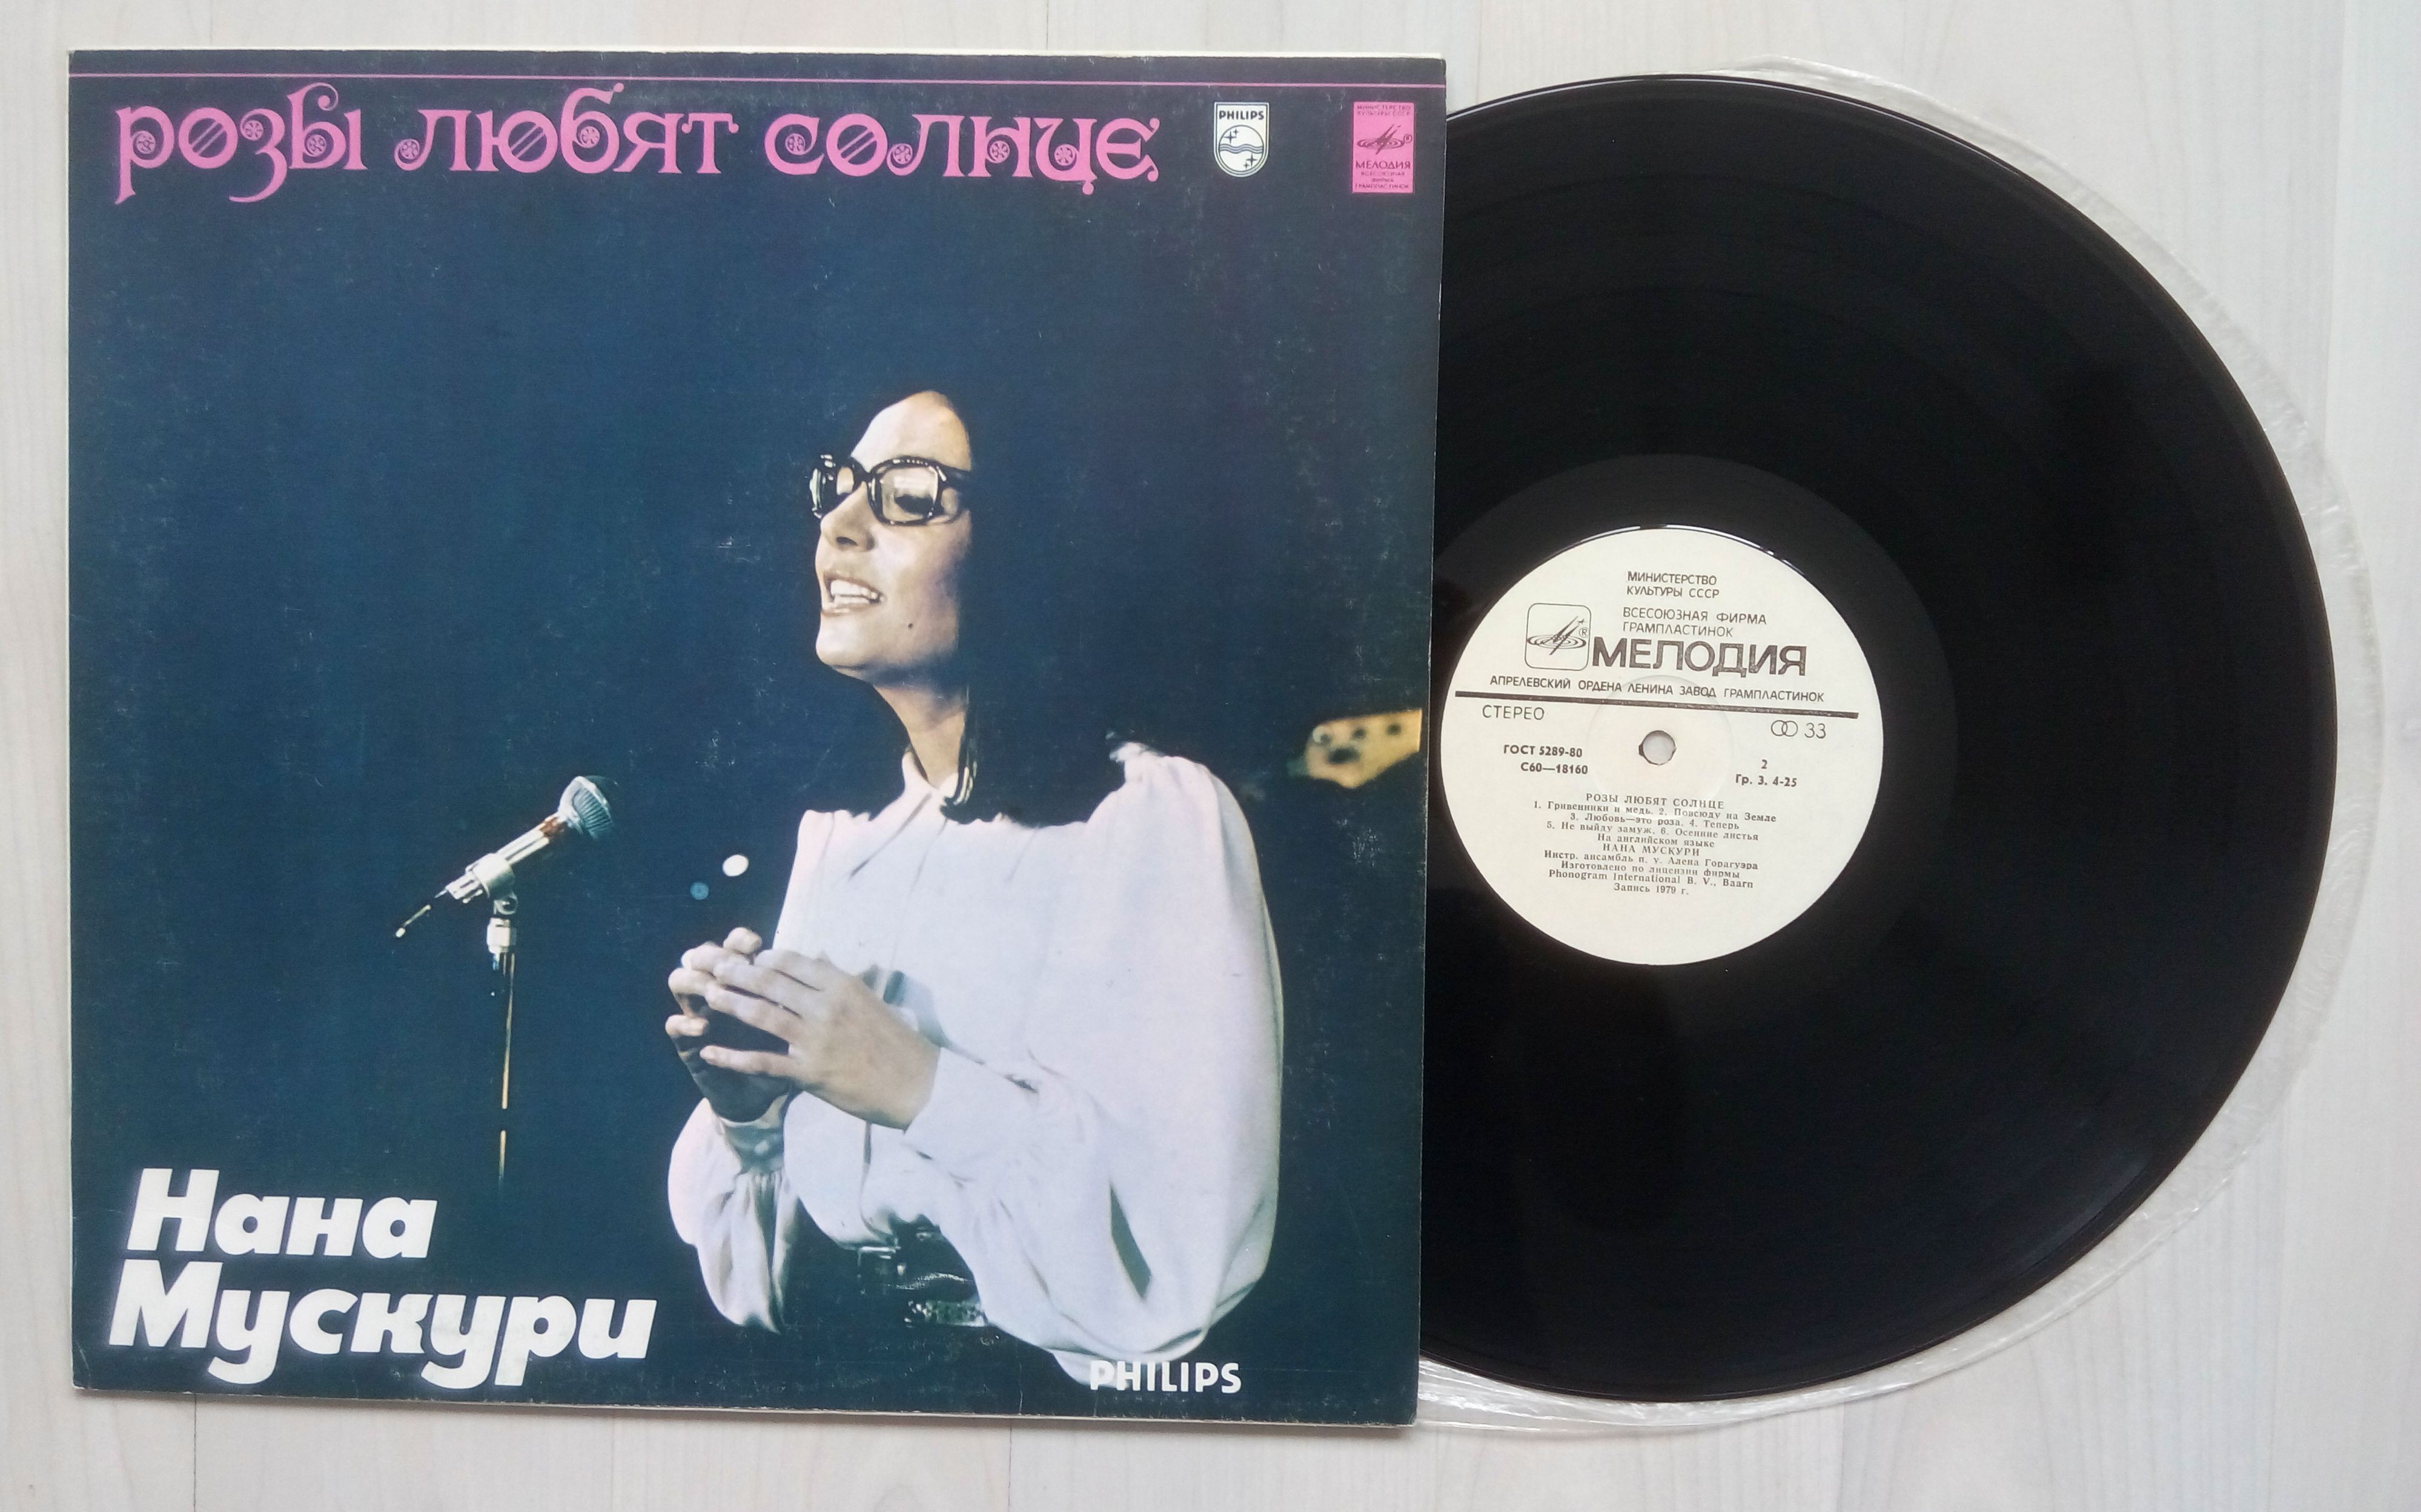 Розы любят солнце
PHILIPS
МИНИСТЕРСТВО
КУЛЬТУРЫ СССР
МЕЛОДИЯ
ВСЕСОЮЗНАЯ
ФИРМА
ГРАМПЛАСТИНОК
Нана
Мускури
PHILIPS
МИНИСТЕРСТВО
КУЛЬТУРЫ СССР
ВСЕСОЮЗНАЯ ФИРМА
ГРАМПЛАСТИНОК
МЕЛОДИЯ
АПРЕЛЕВСКИЙ ОРДЕНА ЛЕНИНА ЗАВОД ГРАМПЛАСТИНОК
СТЕРЕО
33
ГОСТ 5289-80
С60—18160
2
Гр. 3. 4-25
РОЗЫ ЛЮБЯТ СОЛНЦЕ
1. Гривенники и медь. 2. Повсюду на Земле
3. Любовь—это роза. 4. Теперь
5. Не выйду замуж. 6. Осенние листья
На английском языке
НАНА МУСКУРИ
Инстр. ансамбль п. у. Алена Горагуэра
Изготовлено по лицензии фирмы
Phonogram International B. V., Baarn
Запись 1979 г.